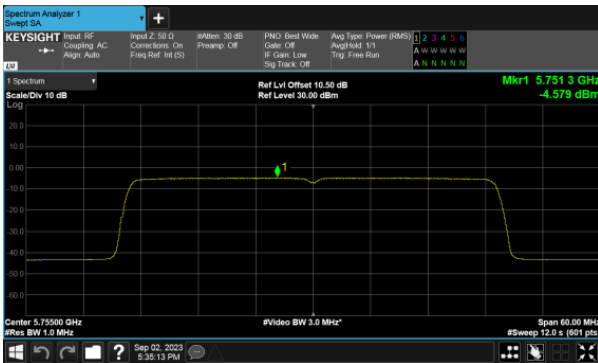 Spectrum Analyzer 1
Swept SA
+
KEYSIGHT Input: RF Input Z: 50 Ω #Atten: 30 dB PNO: Best Wide Avg Type: Power (RMS) 1 2 3 4 5 6
Coupling: AC Corrections: On Preamp: Off Gate: Off Avg|Hold: 1/1 A W W W W W
Align: Auto Freq Ref: Int (S) IF Gain: Low Trig: Free Run A N N N N N
Sig Track: Off
LXI
1 Spectrum Ref Lvl Offset 10.50 dB Mkr1 5.751 3 GHz
Scale/Div 10 dB Ref Level 30.00 dBm -4.579 dBm
Log
20.0
10.0
0.00
1
-10.0
-20.0
-30.0
-40.0
-50.0
-60.0
Center 5.75500 GHz #Video BW 3.0 MHz* Span 60.00 MHz
#Res BW 1.0 MHz #Sweep 12.0 s (601 pts)
? Sep 02, 2023
5:35:13 PM